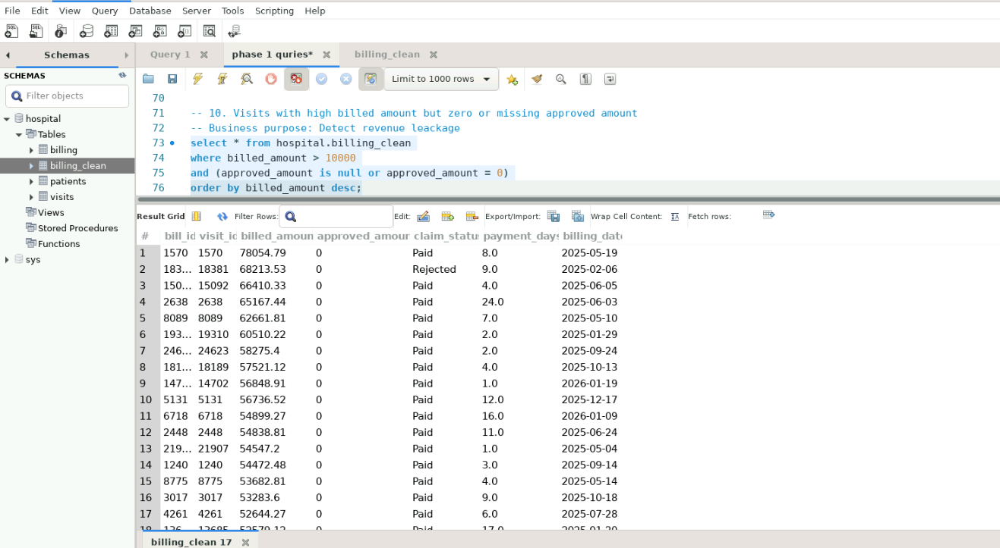 File Edit View Query Database Server Tools Scripting Help
Schemas
Query 1 phase 1 quries* billing_clean
SCHEMAS
Filter objects
hospital
Tables
billing
billing_clean
patients
visits
Views
Stored Procedures
Functions
sys
Limit to 1000 rows
70
71 -- 10. Visits with high billed amount but zero or missing approved amount
72 -- Business purpose: Detect revenue leackage
73 select * from hospital.billing_clean
74 where billed_amount > 10000
75 and (approved_amount is null or approved_amount = 0)
76 order by billed_amount desc;
Result Grid Filter Rows: Edit: Export/Import: Wrap Cell Content: Fetch rows:
# bill_id visit_id billed_amoun approved_amour claim_statu payment_days billing_date
1 1570 1570 78054.79 0 Paid 8.0 2025-05-19
2 183... 18381 68213.53 0 Rejected 9.0 2025-02-06
3 150... 15092 66410.33 0 Paid 4.0 2025-06-05
4 2638 2638 65167.44 0 Paid 24.0 2025-06-03
5 8089 8089 62661.81 0 Paid 7.0 2025-05-10
6 193... 19310 60510.22 0 Paid 2.0 2025-01-29
7 246... 24623 58275.4 0 Paid 2.0 2025-09-24
8 181... 18189 57521.12 0 Paid 4.0 2025-10-13
9 147... 14702 56848.91 0 Paid 1.0 2026-01-19
10 5131 5131 56736.52 0 Paid 12.0 2025-12-17
11 6718 6718 54899.27 0 Paid 16.0 2026-01-09
12 2448 2448 54838.81 0 Paid 11.0 2025-06-24
13 219... 21907 54547.2 0 Paid 1.0 2025-05-04
14 1240 1240 54472.48 0 Paid 3.0 2025-09-14
15 8775 8775 53682.81 0 Paid 4.0 2025-05-14
16 3017 3017 53283.6 0 Paid 9.0 2025-10-18
17 4261 4261 52644.27 0 Paid 6.0 2025-07-28
18 136... 13685 52579.12 0 Paid 17.0 2025-01-20
billing_clean 17